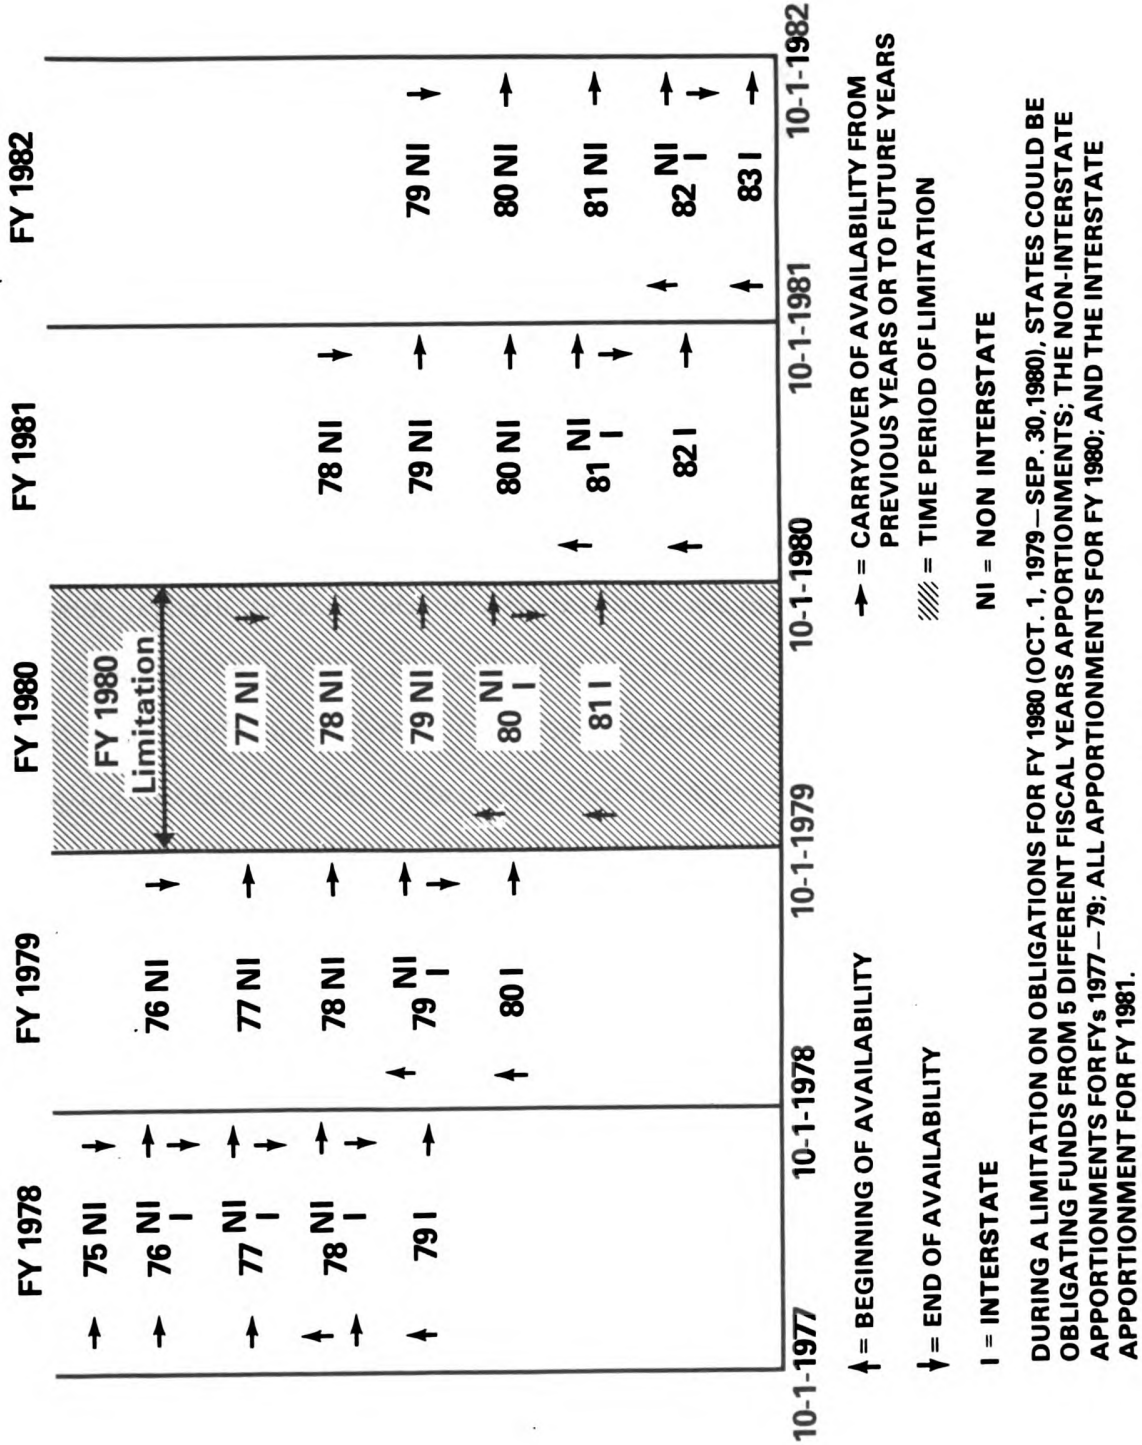 FY 1978
FY 1979
FY 1980
FY 1981
FY 1982
75 NI
76 NI
I
77 NI
I
78 NI
I
79 I
76 NI
77 NI
78 NI
79 NI
I
80 I
FY 1980
Limitation
77 NI
78 NI
79 NI
80 NI
I
81 I
78 NI
79 NI
80 NI
81 NI
I
82 I
79 NI
80 NI
81 NI
82 NI
I
83 I
10-1-1977
10-1-1978
10-1-1979
10-1-1980
10-1-1981
10-1-1982
↑ = BEGINNING OF AVAILABILITY
↓ = END OF AVAILABILITY
I = INTERSTATE
→ = CARRYOVER OF AVAILABILITY FROM
PREVIOUS YEARS OR TO FUTURE YEARS
= TIME PERIOD OF LIMITATION
NI = NON INTERSTATE
DURING A LIMITATION ON OBLIGATIONS FOR FY 1980 (OCT. 1, 1979—SEP. 30, 1980), STATES COULD BE
OBLIGATING FUNDS FROM 5 DIFFERENT FISCAL YEARS APPORTIONMENTS; THE NON-INTERSTATE
APPORTIONMENTS FOR FYs 1977—79; ALL APPORTIONMENTS FOR FY 1980; AND THE INTERSTATE
APPORTIONMENT FOR FY 1981.